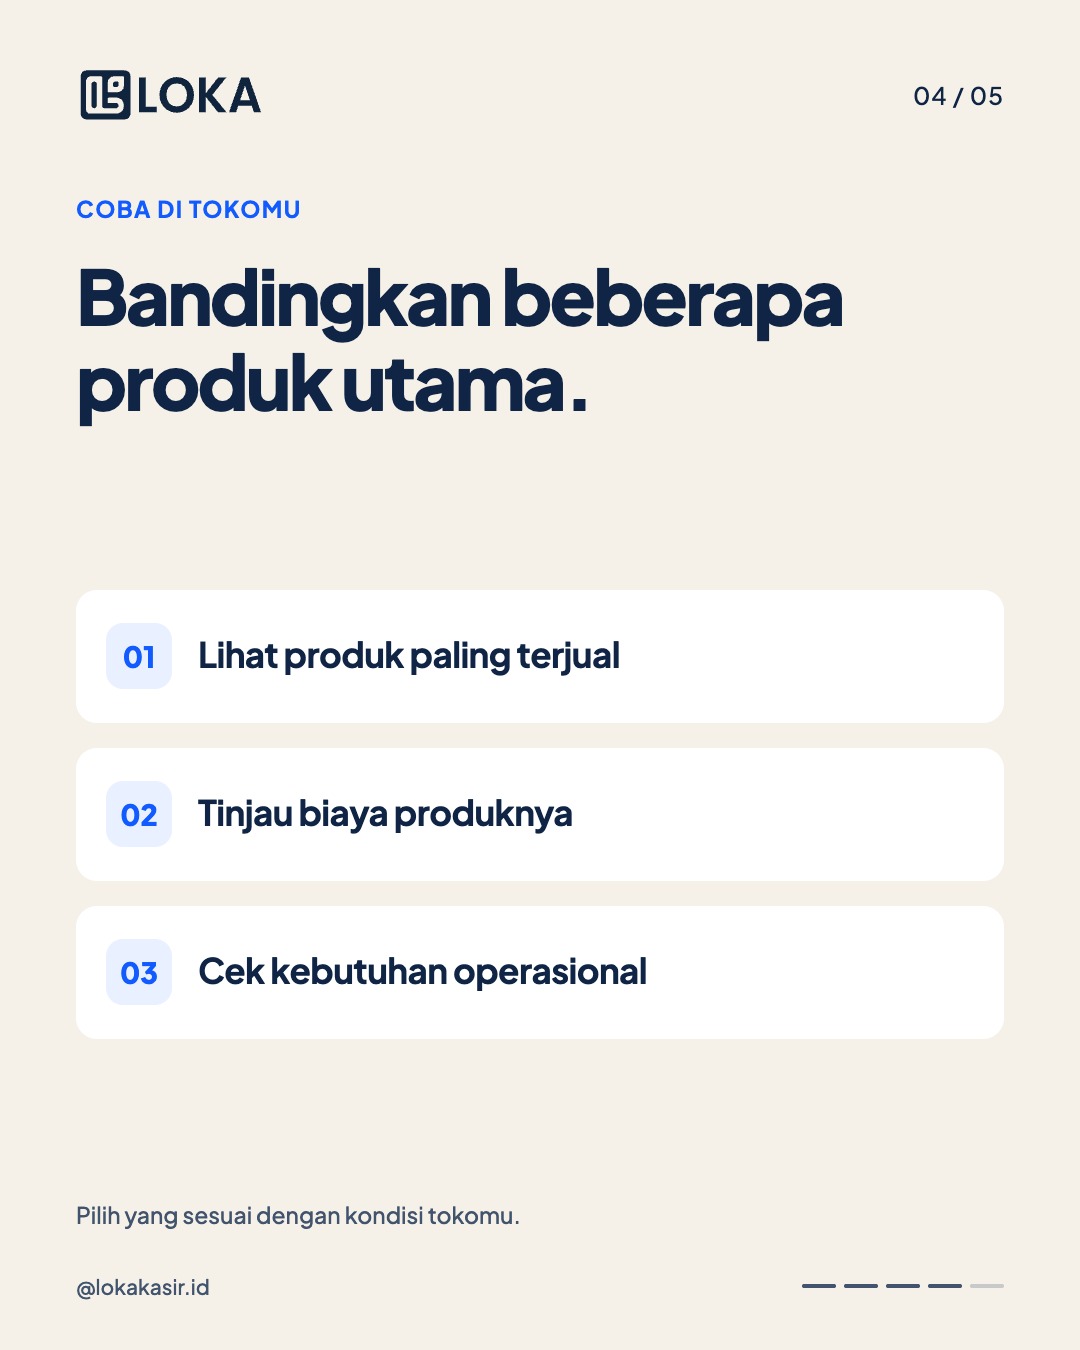 LOKA
04 / 05
COBA DI TOKOMU
Bandingkan beberapa
produk utama.
01 Lihat produk paling terjual
02 Tinjau biaya produknya
03 Cek kebutuhan operasional
Pilih yang sesuai dengan kondisi tokomu.
@lokakasir.id